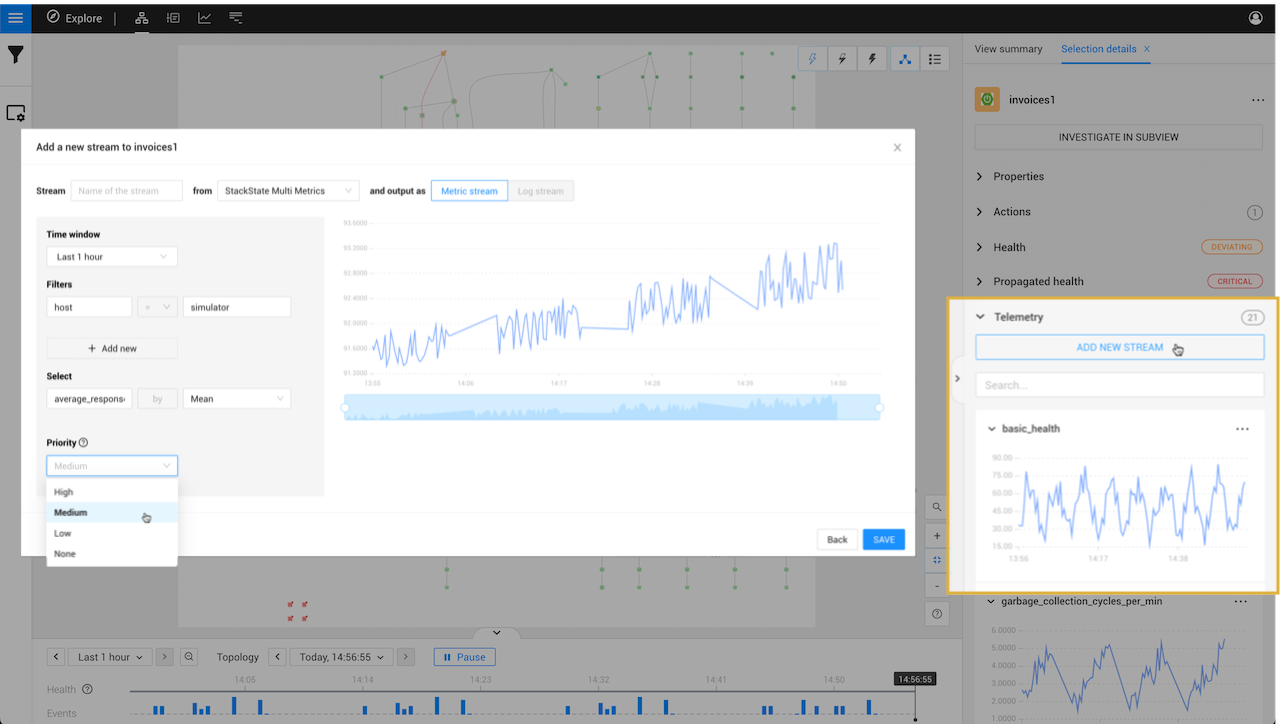 Explore
View summary
Selection details ×
invoices1
INVESTIGATE IN SUBVIEW
Properties
Actions
1
Health
DEVIATING
Propagated health
CRITICAL
Telemetry
21
ADD NEW STREAM
Search...
basic_health
90.00
75.00
60.00
45.00
30.00
15.00
13:56 14:17 14:38
garbage_collection_cycles_per_min
6.0000
5.0000
4.0000
3.0000
2.0000
1.0000
Add a new stream to invoices1
Stream
Name of the stream
from
StackState Multi Metrics
and output as
Metric stream
Log stream
Time window
Last 1 hour
Filters
host
=
simulator
+ Add new
Select
average_respons
by
Mean
Priority
Medium
High
Medium
Low
None
93.6000
93.2000
92.8000
92.4000
92.0000
91.6000
91.2000
13:55 14:06 14:17 14:28 14:39 14:50
Back
SAVE
Last 1 hour
Topology
Today, 14:56:55
Pause
14:05 14:14 14:23 14:32 14:41 14:50 14:56:55
Health
Events